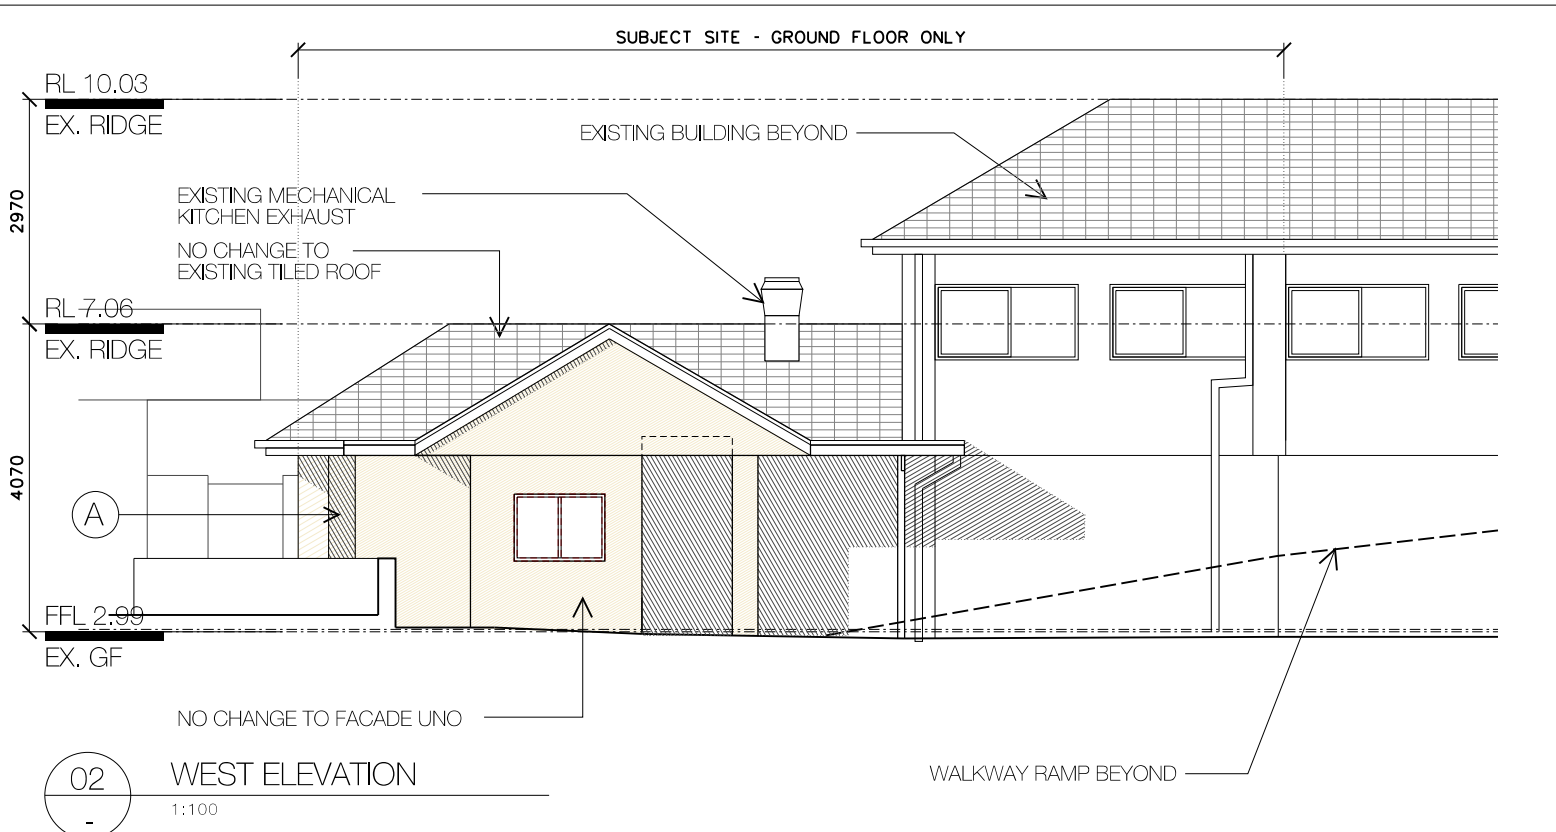 SUBJECT SITE - GROUND FLOOR ONLY
RL 10.03
EX. RIDGE
EXISTING BUILDING BEYOND
2970
EXISTING MECHANICAL
KITCHEN EXHAUST
NO CHANGE TO
EXISTING TILED ROOF
RL 7.06
EX. RIDGE
4070
A
FFL 2.99
EX. GF
NO CHANGE TO FACADE UNO
WALKWAY RAMP BEYOND
02
-
WEST ELEVATION
1:100